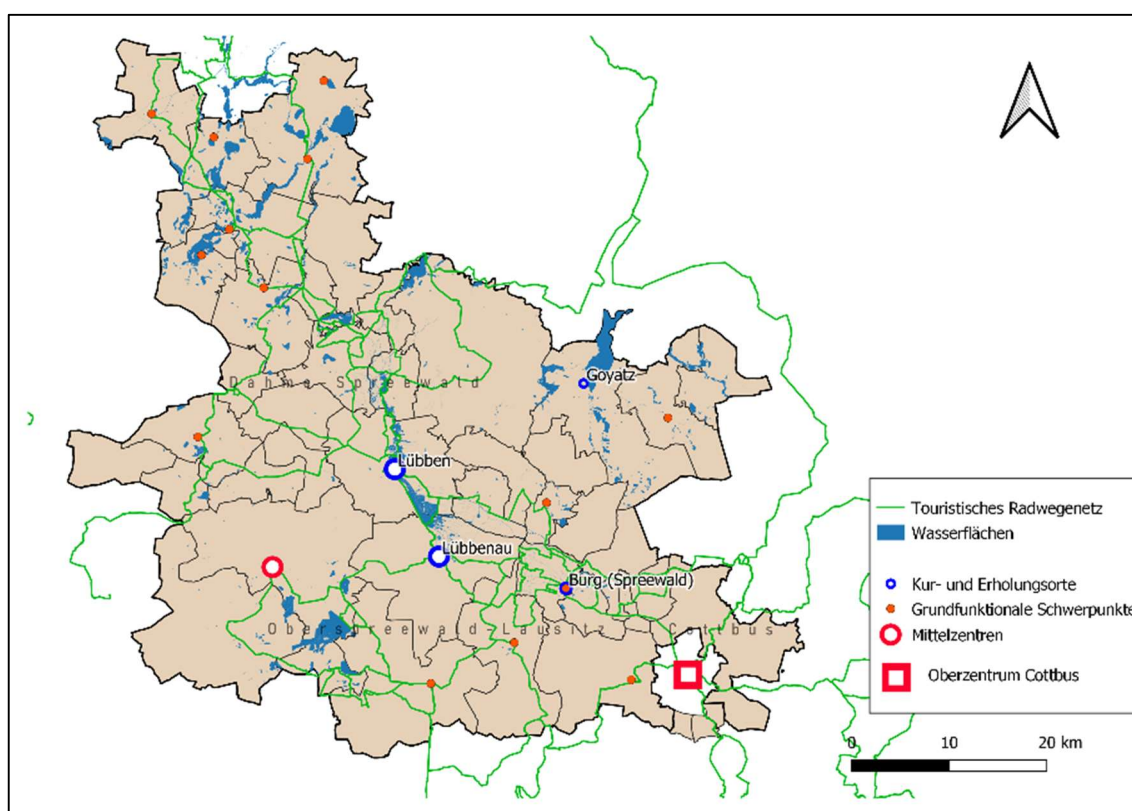 Goyatz
Dahme-Spreewald
Lübben
Lübbenau
Burg (Spreewald)
Oberspreewald-Lausitz
Cottbus
Touristisches Radwegenetz
Wasserflächen
Kur- und Erholungsorte
Grundfunktionale Schwerpunkte
Mittelzentren
Oberzentrum Cottbus
0 10 20 km